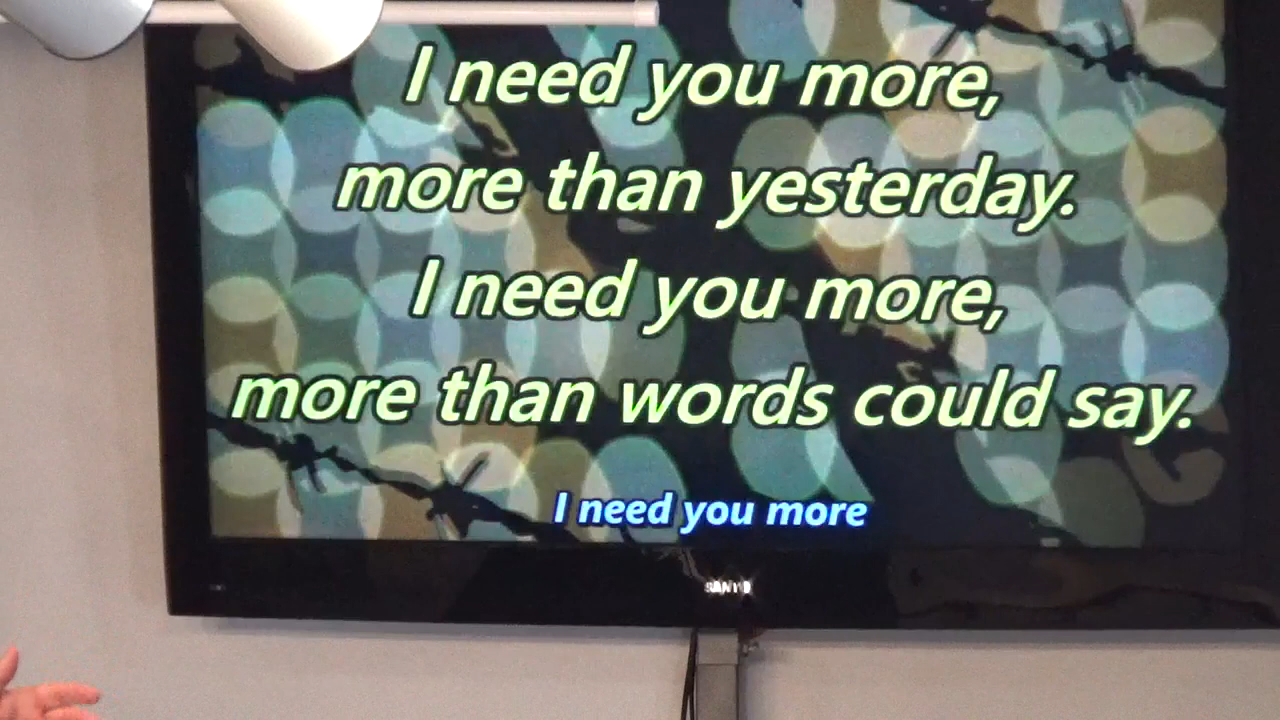 I need you more,
more than yesterday.
I need you more,
more than words could say.
I need you more
SANYO